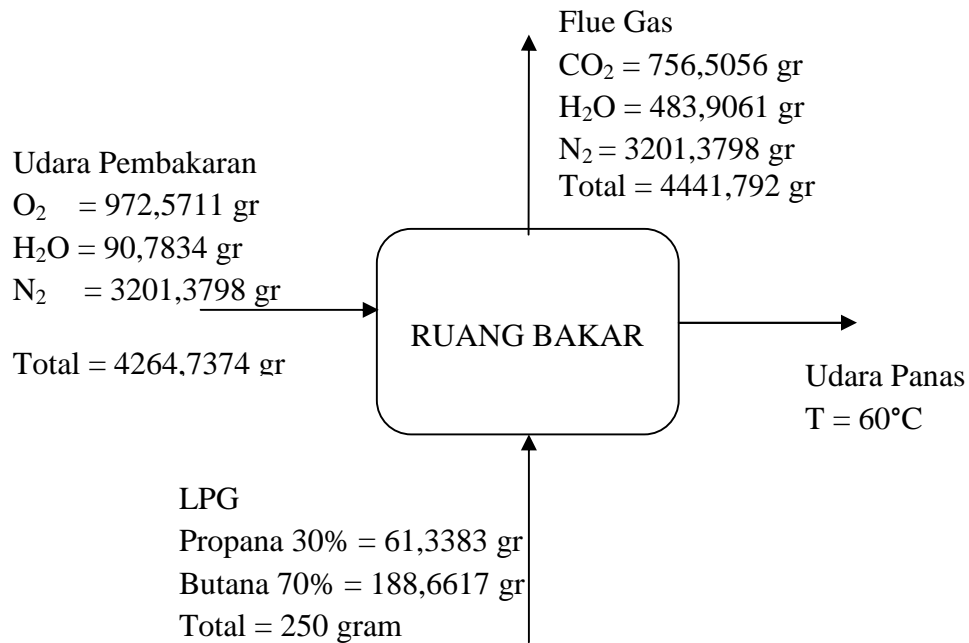 Flue Gas
CO₂ = 756,5056 gr
H₂O = 483,9061 gr
N₂ = 3201,3798 gr
Total = 4441,792 gr
Udara Pembakaran
O₂ = 972,5711 gr
H₂O = 90,7834 gr
N₂ = 3201,3798 gr
Total = 4264,7374 gr
RUANG BAKAR
Udara Panas
T = 60°C
LPG
Propana 30% = 61,3383 gr
Butana 70% = 188,6617 gr
Total = 250 gram